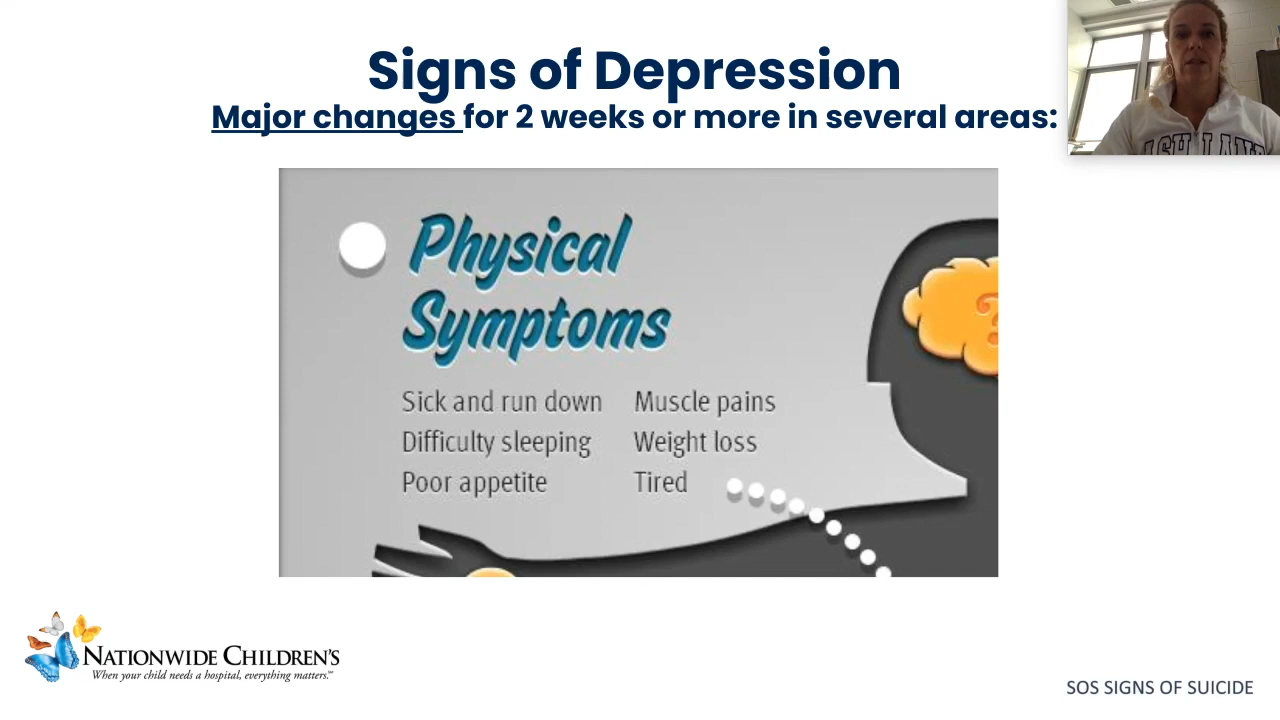 Signs of Depression
Major changes for 2 weeks or more in several areas:
Physical
Symptoms
Sick and run down
Difficulty sleeping
Poor appetite
Muscle pains
Weight loss
Tired
NATIONWIDE CHILDREN'S
When your child needs a hospital, everything matters.℠
SOS SIGNS OF SUICIDE